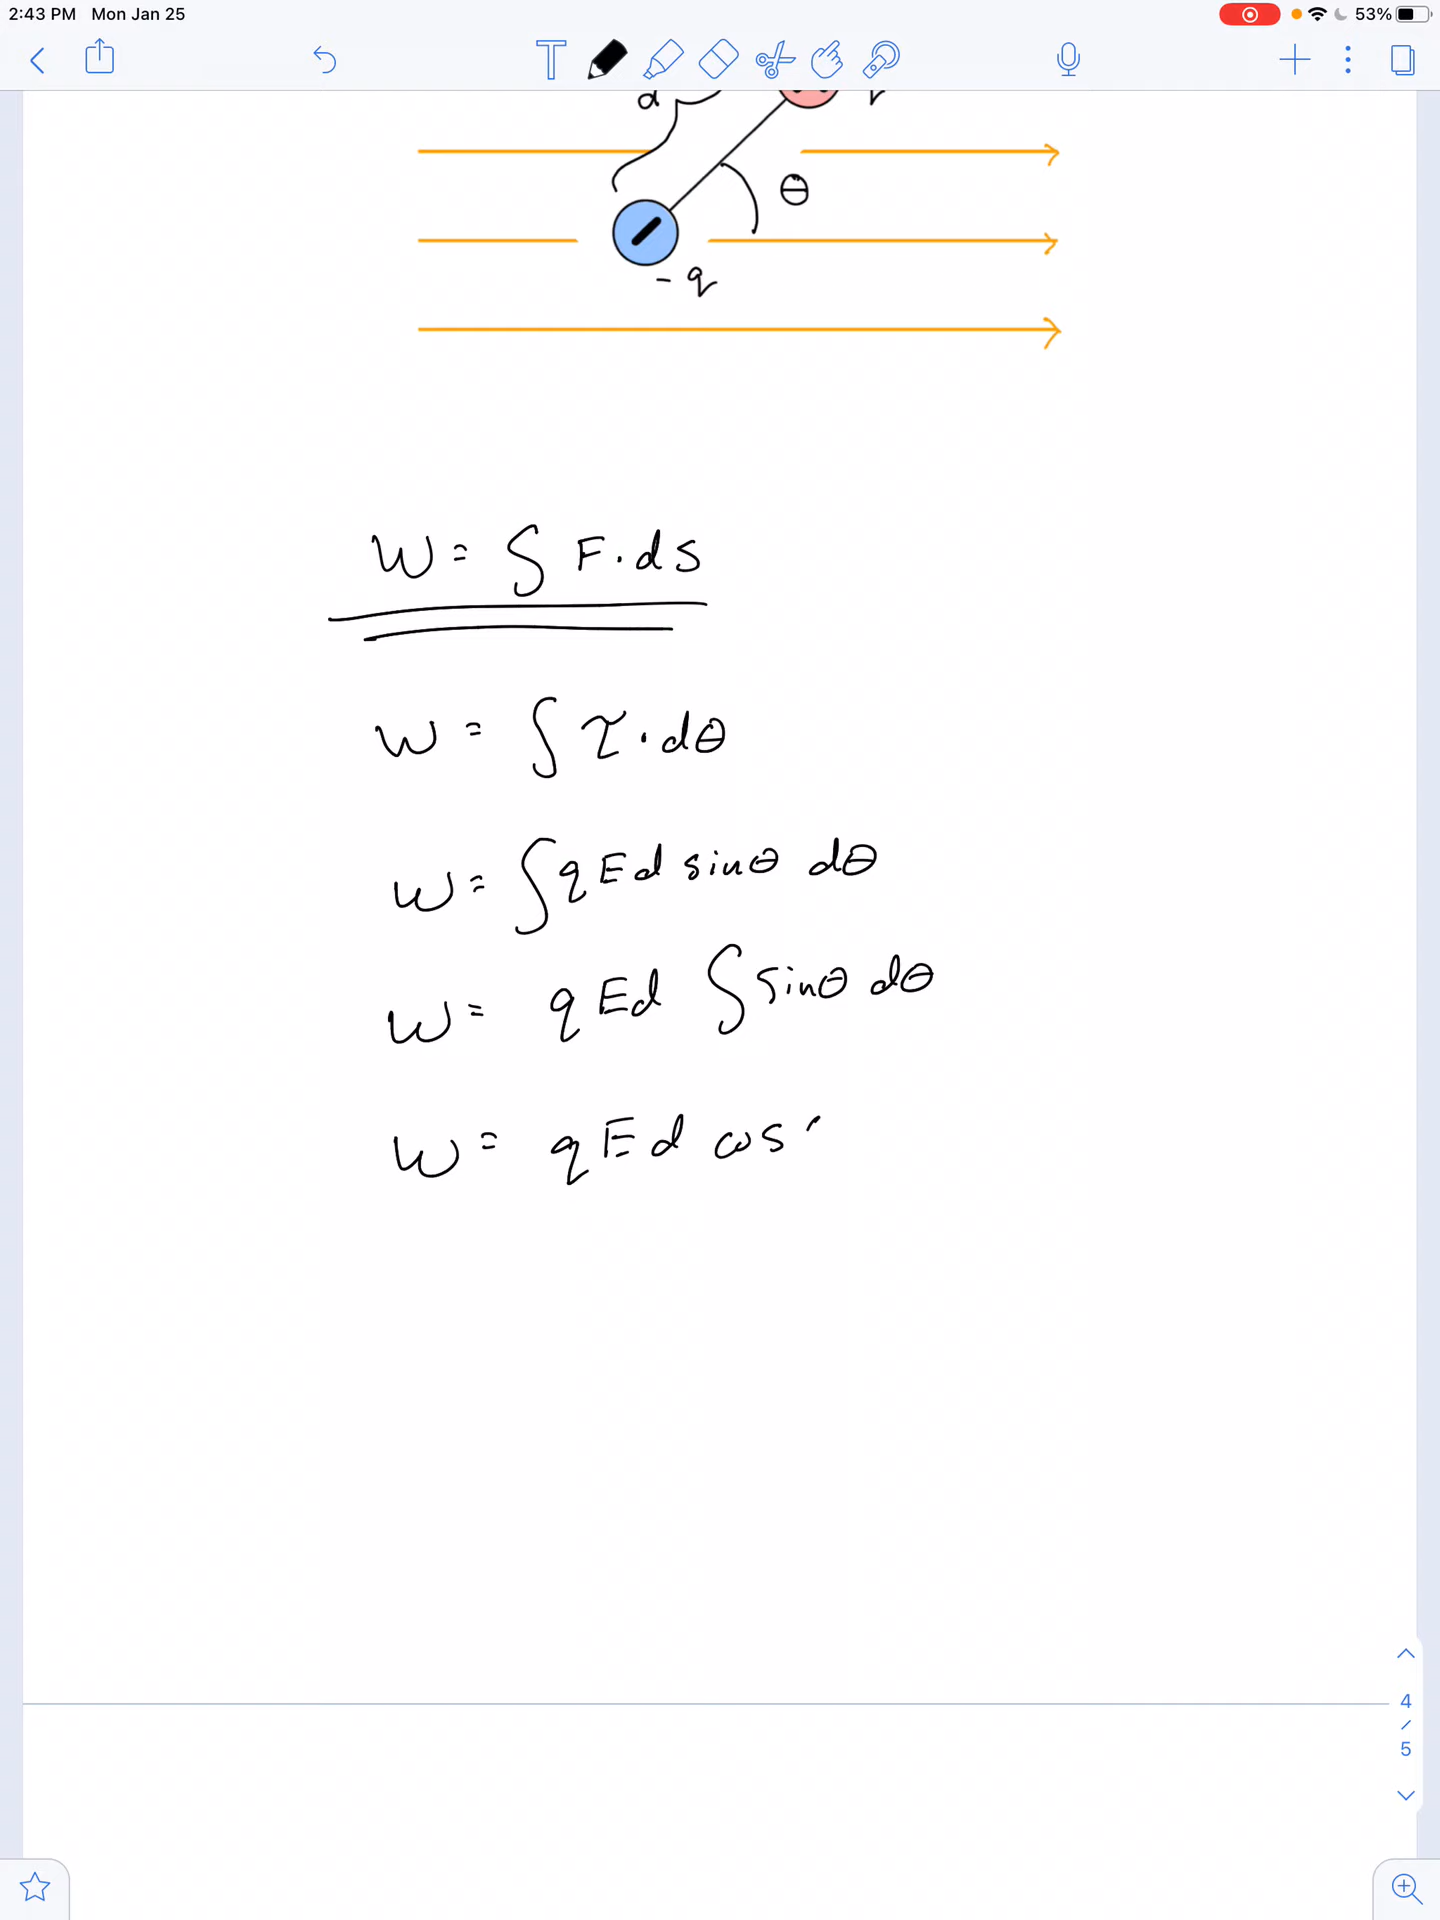 2:43 PM Mon Jan 25
53%
T
d
θ
- q
W = ∫ F · ds
W = ∫ τ · dθ
W = ∫ qEd sinθ dθ
W = qEd ∫ sinθ dθ
W = qEd cos
4
/
5